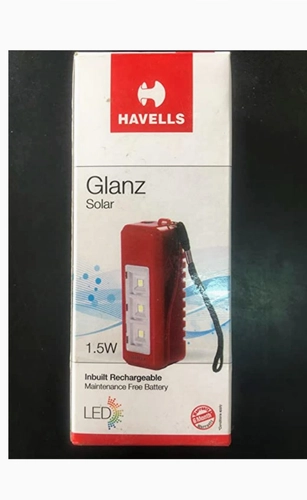 HAVELLS
Glanz
Solar
1.5W
Inbuilt Rechargeable
Maintenance Free Battery
LED